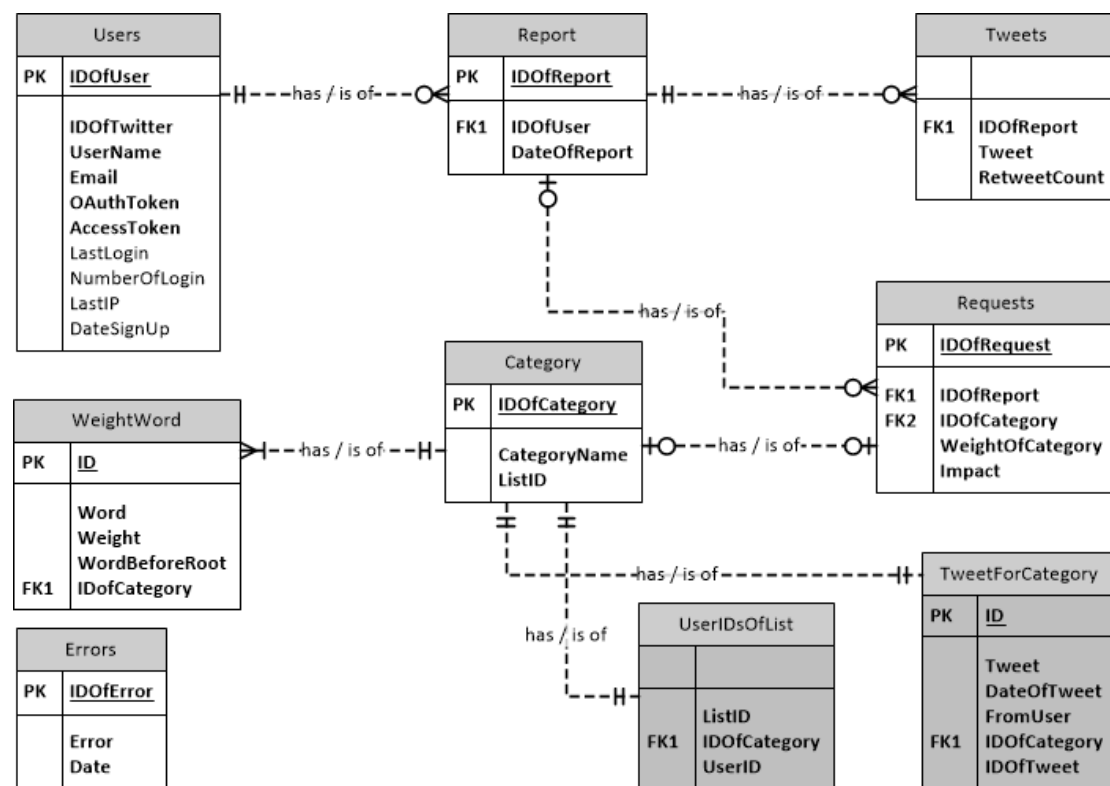 Users
PK IDOfUser
IDOfTwitter
UserName
Email
OAuthToken
AccessToken
LastLogin
NumberOfLogin
LastIP
DateSignUp
has / is of
Report
PK IDOfReport
FK1 IDOfUser
DateOfReport
has / is of
Tweets
FK1 IDOfReport
Tweet
RetweetCount
has / is of
Requests
PK IDOfRequest
FK1 IDOfReport
FK2 IDOfCategory
WeightOfCategory
Impact
WeightWord
PK ID
Word
Weight
WordBeforeRoot
FK1 IDofCategory
has / is of
Category
PK IDOfCategory
CategoryName
ListID
has / is of
has / is of
has / is of
TweetForCategory
PK ID
Tweet
DateOfTweet
FromUser
FK1 IDOfCategory
IDOfTweet
UserIDsOfList
ListID
FK1 IDOfCategory
UserID
Errors
PK IDOfError
Error
Date